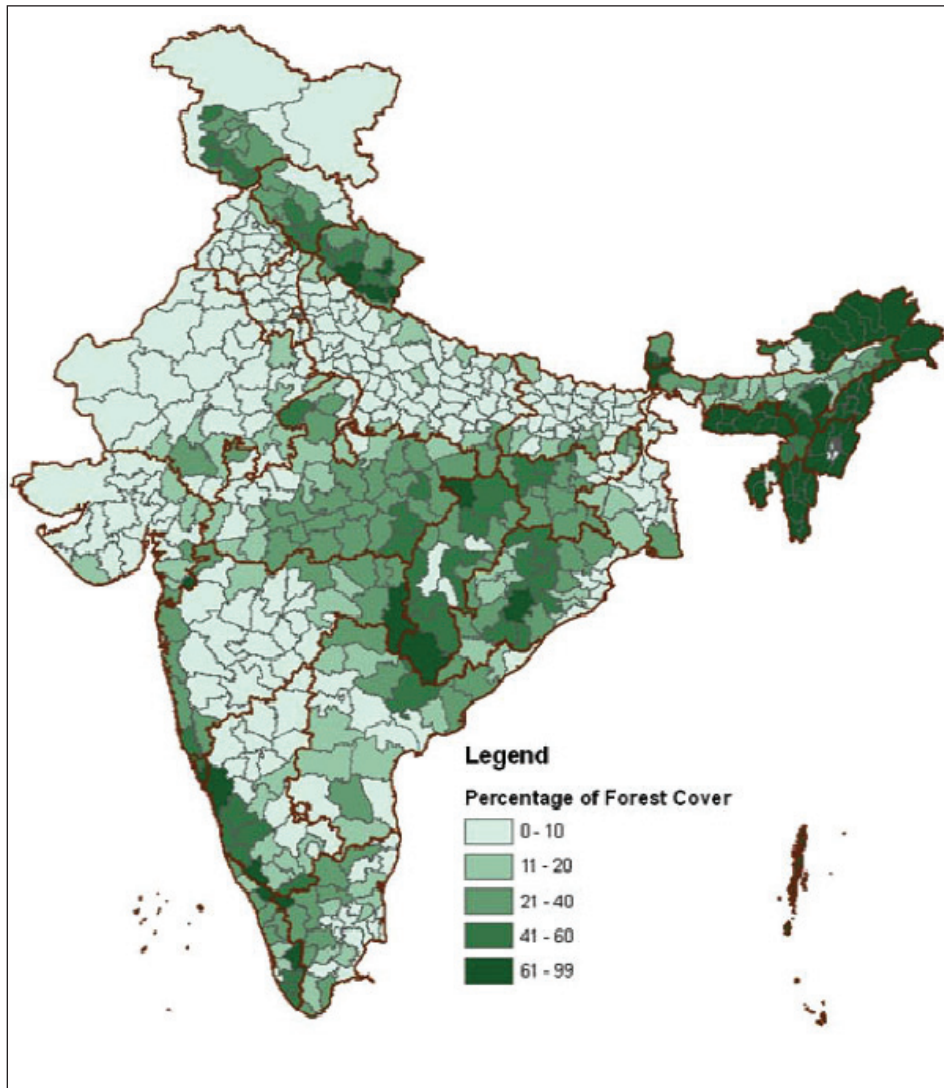 Legend
Percentage of Forest Cover
0 - 10
11 - 20
21 - 40
41 - 60
61 - 99